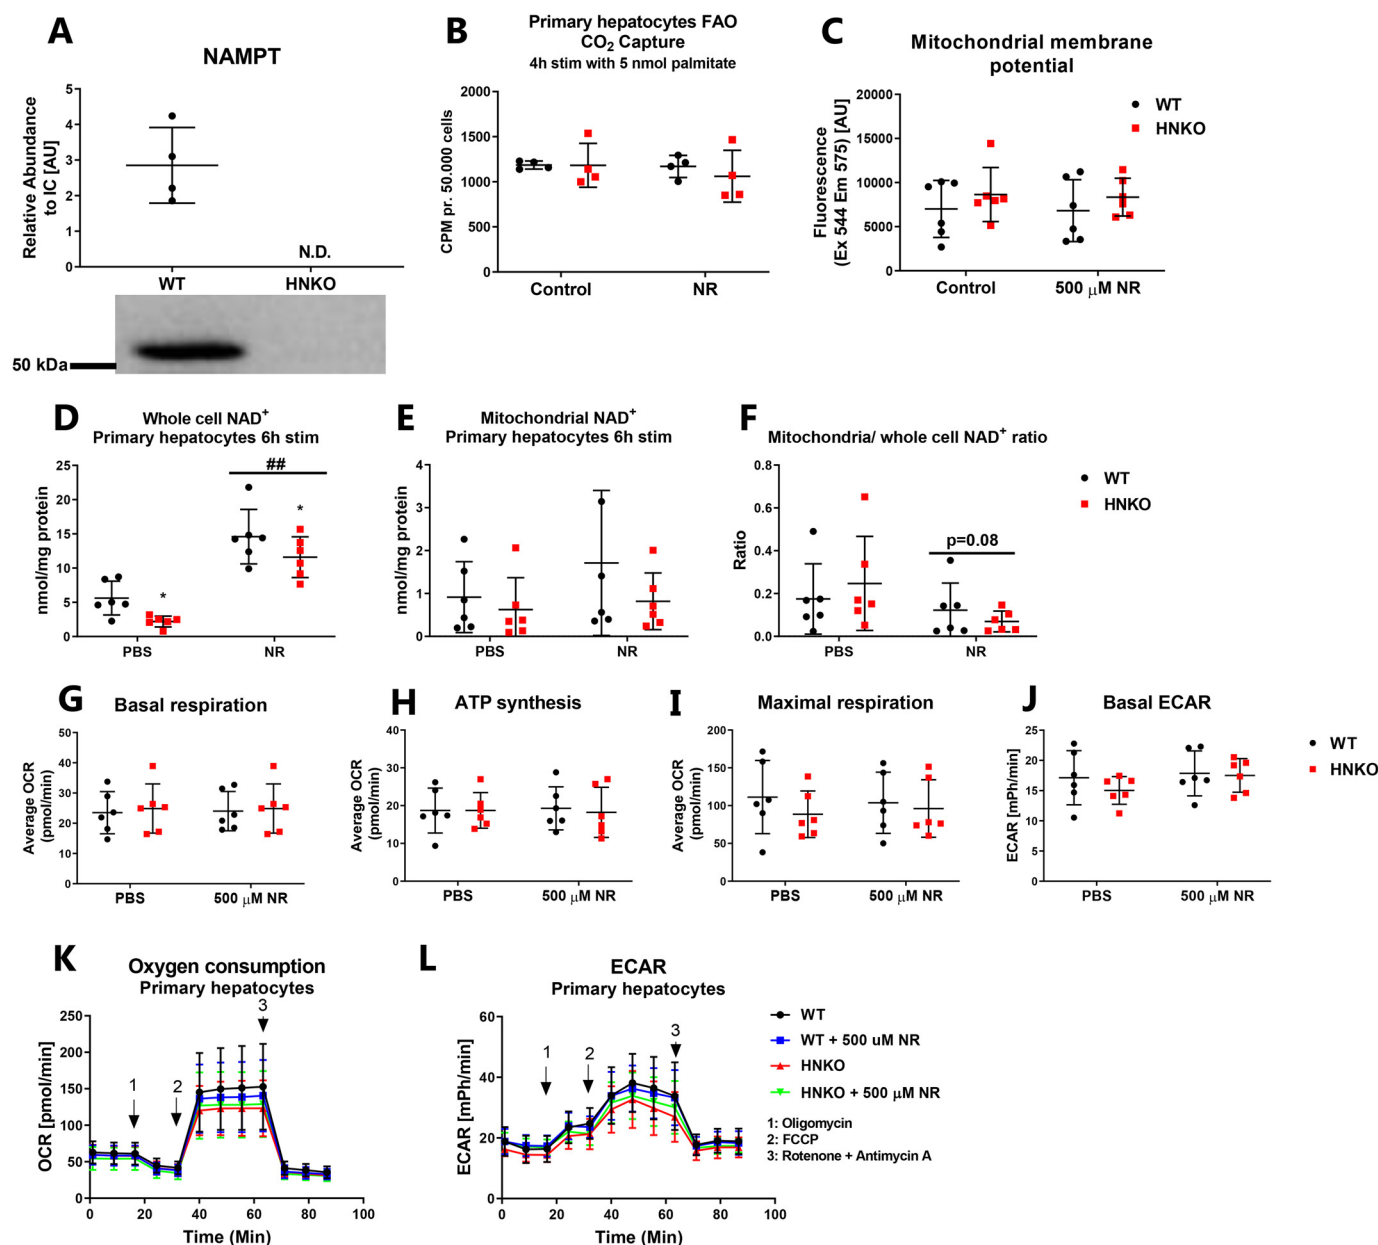 A
NAMPT
Relative Abundance
to IC [AU]
5
4
3
2
1
0
N.D.
WT
HNKO
50 kDa
B
Primary hepatocytes FAO
CO2 Capture
4h stim with 5 nmol palmitate
CPM pr. 50.000 cells
2000
1500
1000
500
0
Control
NR
C
Mitochondrial membrane
potential
Fluorescence
(Ex 544 Em 575) [AU]
20000
15000
10000
5000
0
Control
500 μM NR
WT
HNKO
D
Whole cell NAD+
Primary hepatocytes 6h stim
nmol/mg protein
25
20
15
10
5
0
*
##
*
PBS
NR
E
Mitochondrial NAD+
Primary hepatocytes 6h stim
nmol/mg protein
4
3
2
1
0
PBS
NR
F
Mitochondria/ whole cell NAD+ ratio
Ratio
0.8
0.6
0.4
0.2
0.0
p=0.08
PBS
NR
WT
HNKO
G
Basal respiration
Average OCR
(pmol/min)
50
40
30
20
10
0
PBS
500 μM NR
H
ATP synthesis
Average OCR
(pmol/min)
40
30
20
10
0
PBS
500 μM NR
I
Maximal respiration
Average OCR
(pmol/min)
200
150
100
50
0
PBS
500 μM NR
J
Basal ECAR
ECAR [mPh/min]
25
20
15
10
5
0
PBS
500 μM NR
WT
HNKO
K
Oxygen consumption
Primary hepatocytes
OCR [pmol/min]
250
200
150
100
50
0
1
2
3
0 20 40 60 80 100
Time (Min)
L
ECAR
Primary hepatocytes
ECAR [mPh/min]
60
40
20
0
1
2
3
0 20 40 60 80 100
Time (Min)
WT
WT + 500 uM NR
HNKO
HNKO + 500 μM NR
1: Oligomycin
2: FCCP
3: Rotenone + Antimycin A